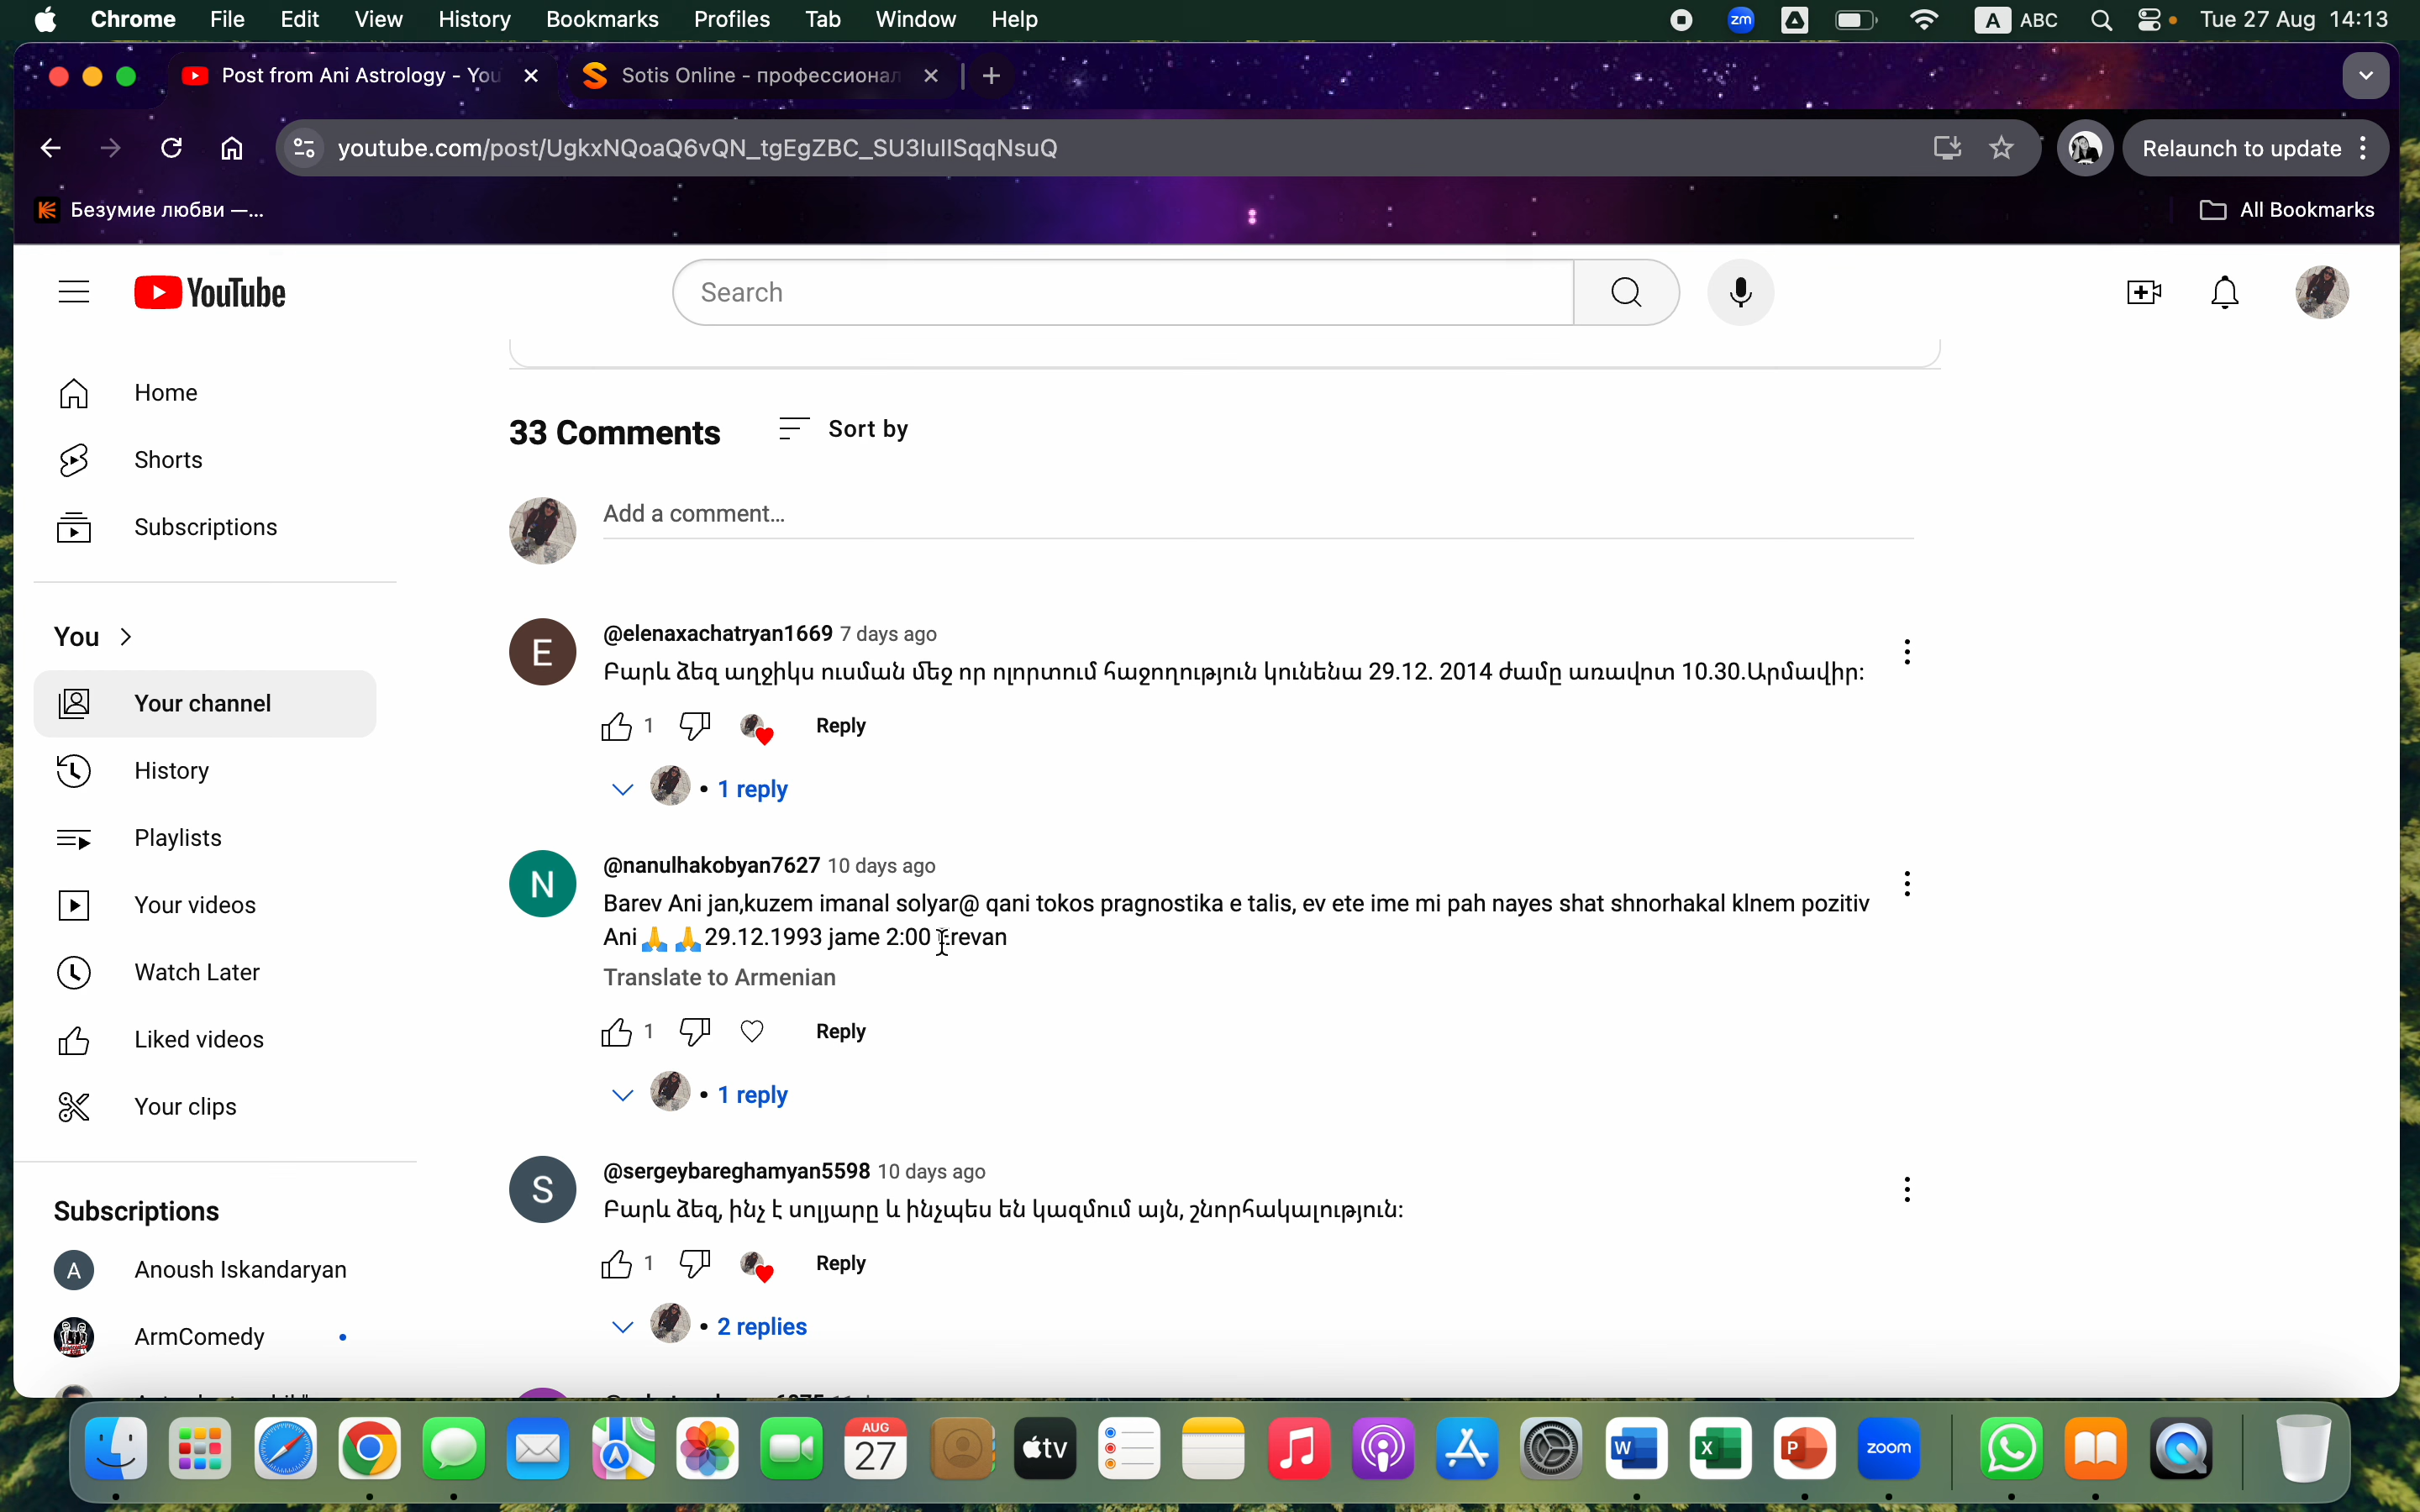 Chrome File Edit View History Bookmarks Profiles Tab Window Help zm A ABC Tue 27 Aug 14:13
Post from Ani Astrology - You Sotis Online - профессионал
youtube.com/post/UgkxNQoaQ6vQN_tgEgZBC_SU3IulISqqNsuQ Relaunch to update
Безумие любви —... All Bookmarks
YouTube Search
Home
Shorts
Subscriptions
You
Your channel
History
Playlists
Your videos
Watch Later
Liked videos
Your clips
Subscriptions
A Anoush Iskandaryan
ArmComedy
33 Comments Sort by
Add a comment...
E @elenaxachatryan1669 7 days ago
Բարև ձեզ աղջիկս ուսման մեջ որ ոլորտում հաջողություն կունենա 29.12. 2014 ժամը առավոտ 10.30.Արմավիր:
1 Reply
• 1 reply
N @nanulhakobyan7627 10 days ago
Barev Ani jan,kuzem imanal solyar@ qani tokos pragnostika e talis, ev ete ime mi pah nayes shat shnorhakal klnem pozitiv
Ani🙏 🙏29.12.1993 jame 2:00 Erevan
Translate to Armenian
1 Reply
• 1 reply
S @sergeybareghamyan5598 10 days ago
Բարև ձեզ, ինչ է սոլյարը և ինչպես են կազմում այն, շնորհակալություն:
1 Reply
• 2 replies
AUG
27
tv
W X P zoom